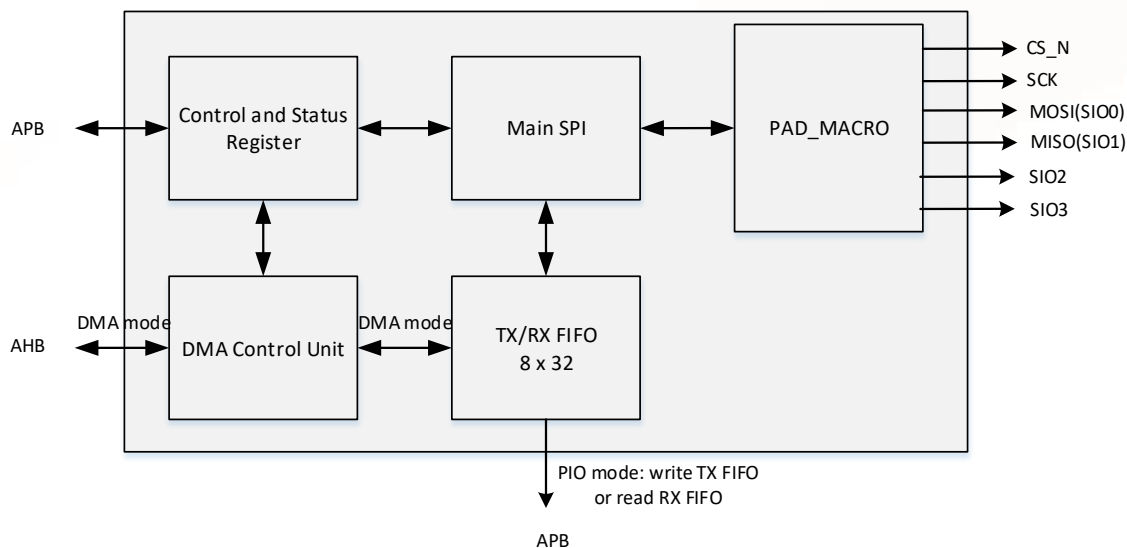 CS_N
SCK
MOSI(SIO0)
MISO(SIO1)
SIO2
SIO3
PAD_MACRO
Main SPI
Control and Status
Register
APB
DMA mode
AHB
DMA Control Unit
DMA mode
TX/RX FIFO
8 x 32
PIO mode: write TX FIFO
or read RX FIFO
APB